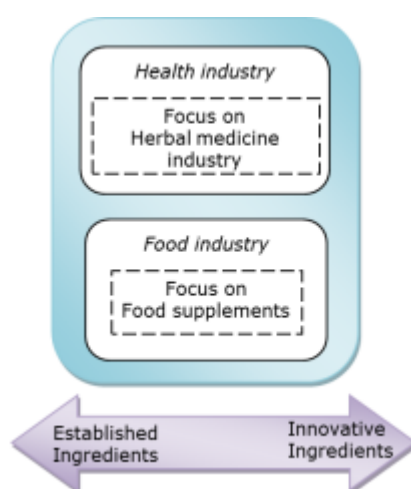 Health industry
Focus on
Herbal medicine
industry
Food industry
Focus on
Food supplements
Established
Ingredients
Innovative
Ingredients